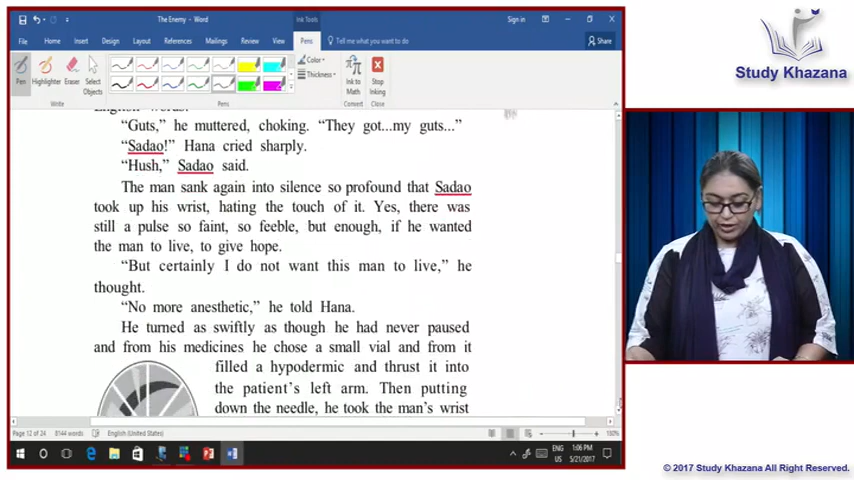 The Enemy - Word
Ink Tools
Sign in
File
Home
Insert
Design
Layout
References
Mailings
Review
View
Pens
Tell me what you want to do
Share
Pen
Highlighter
Eraser
Select Objects
Color
Thickness
Ink to Math
Stop Inking
Write
Pens
Convert
Close
English words.
“Guts,” he muttered, choking. “They got...my guts...”
“Sadao!” Hana cried sharply.
“Hush,” Sadao said.
The man sank again into silence so profound that Sadao
took up his wrist, hating the touch of it. Yes, there was
still a pulse so faint, so feeble, but enough, if he wanted
the man to live, to give hope.
“But certainly I do not want this man to live,” he
thought.
“No more anesthetic,” he told Hana.
He turned as swiftly as though he had never paused
and from his medicines he chose a small vial and from it
filled a hypodermic and thrust it into
the patient’s left arm. Then putting
down the needle, he took the man’s wrist
Page 12 of 24
8144 words
English (United States)
100%
ENG
US
1:06 PM
5/21/2017
Study Khazana
© 2017 Study Khazana All Right Reserved.